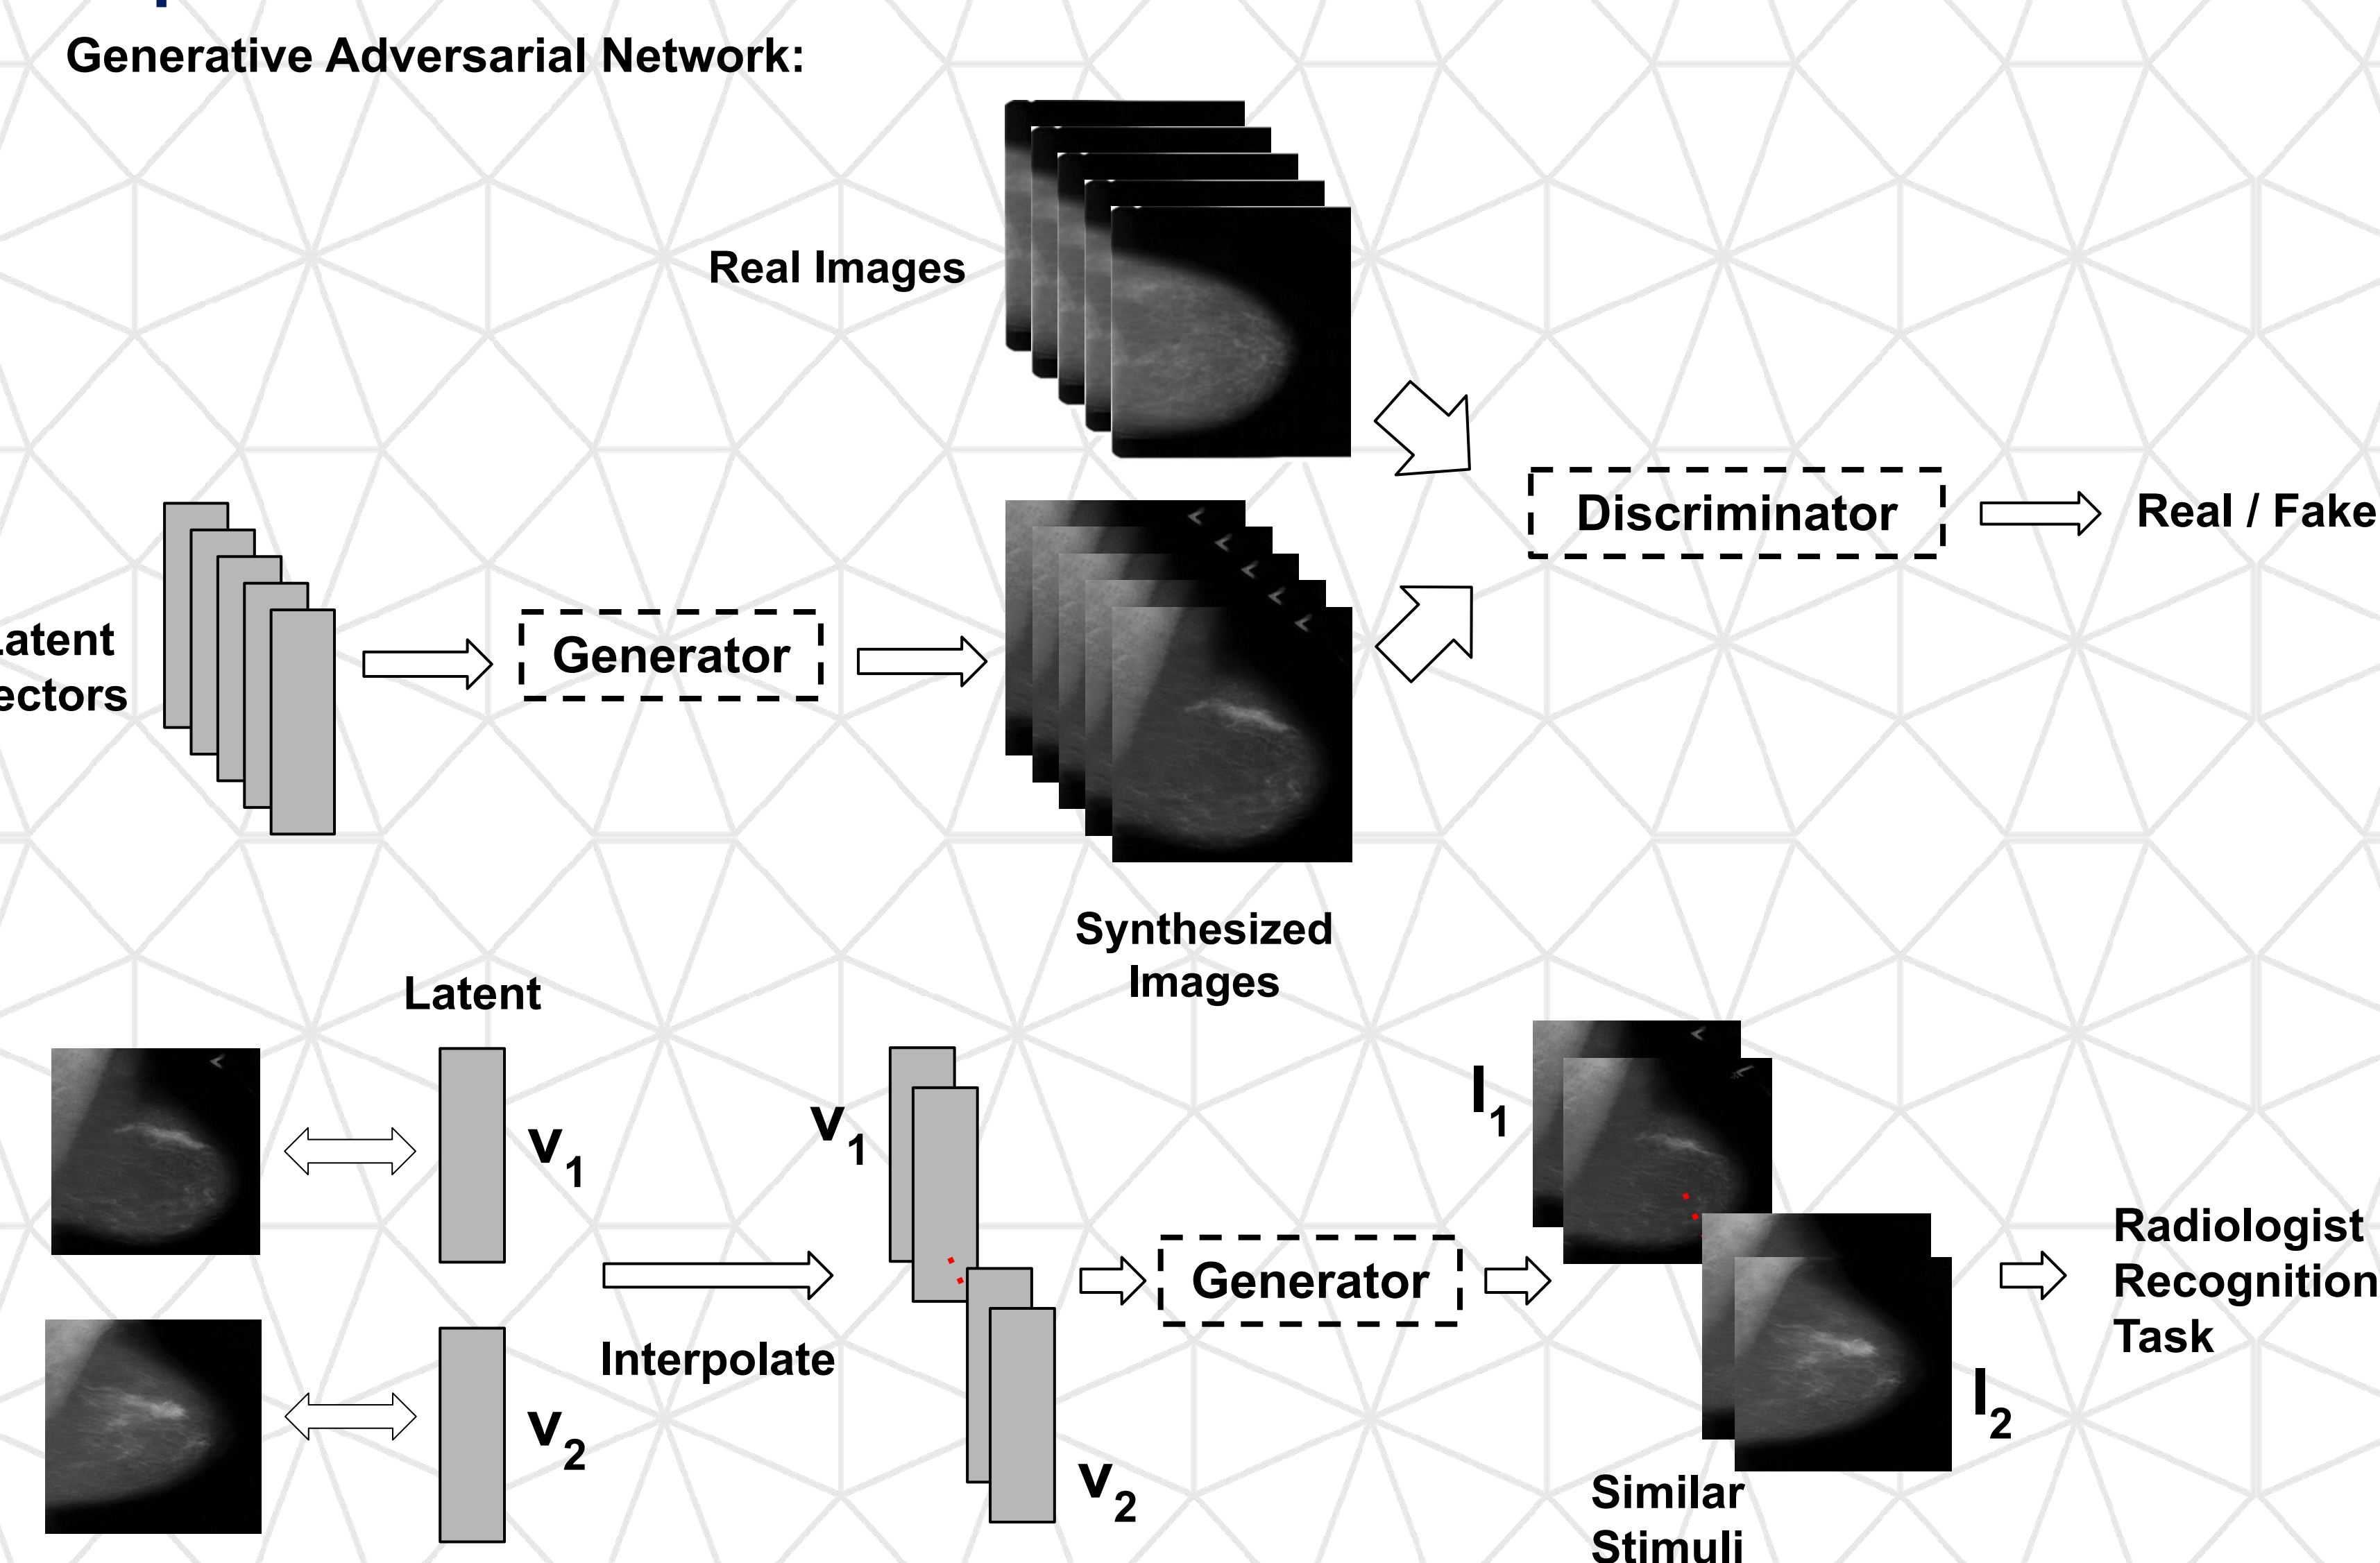 Generative Adversarial Network:
Real Images
Discriminator
Real / Fake
atent
ectors
Generator
Synthesized
Images
Latent
v1
v2
Interpolate
v1
v2
Generator
I1
I2
Similar
Stimuli
Radiologist
Recognition
Task